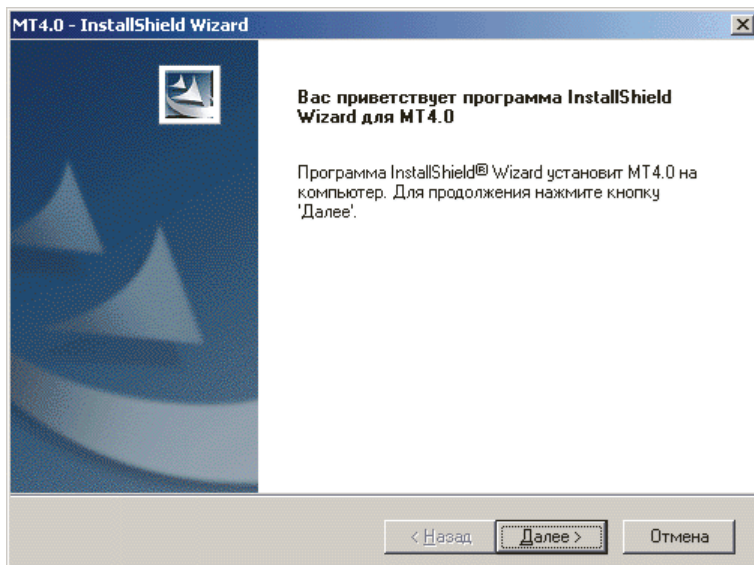 MT4.0 - InstallShield Wizard
Вас приветствует программа InstallShield
Wizard для MT4.0
Программа InstallShield® Wizard установит MT4.0 на
компьютер. Для продолжения нажмите кнопку
'Далее'.
< Назад
Далее >
Отмена